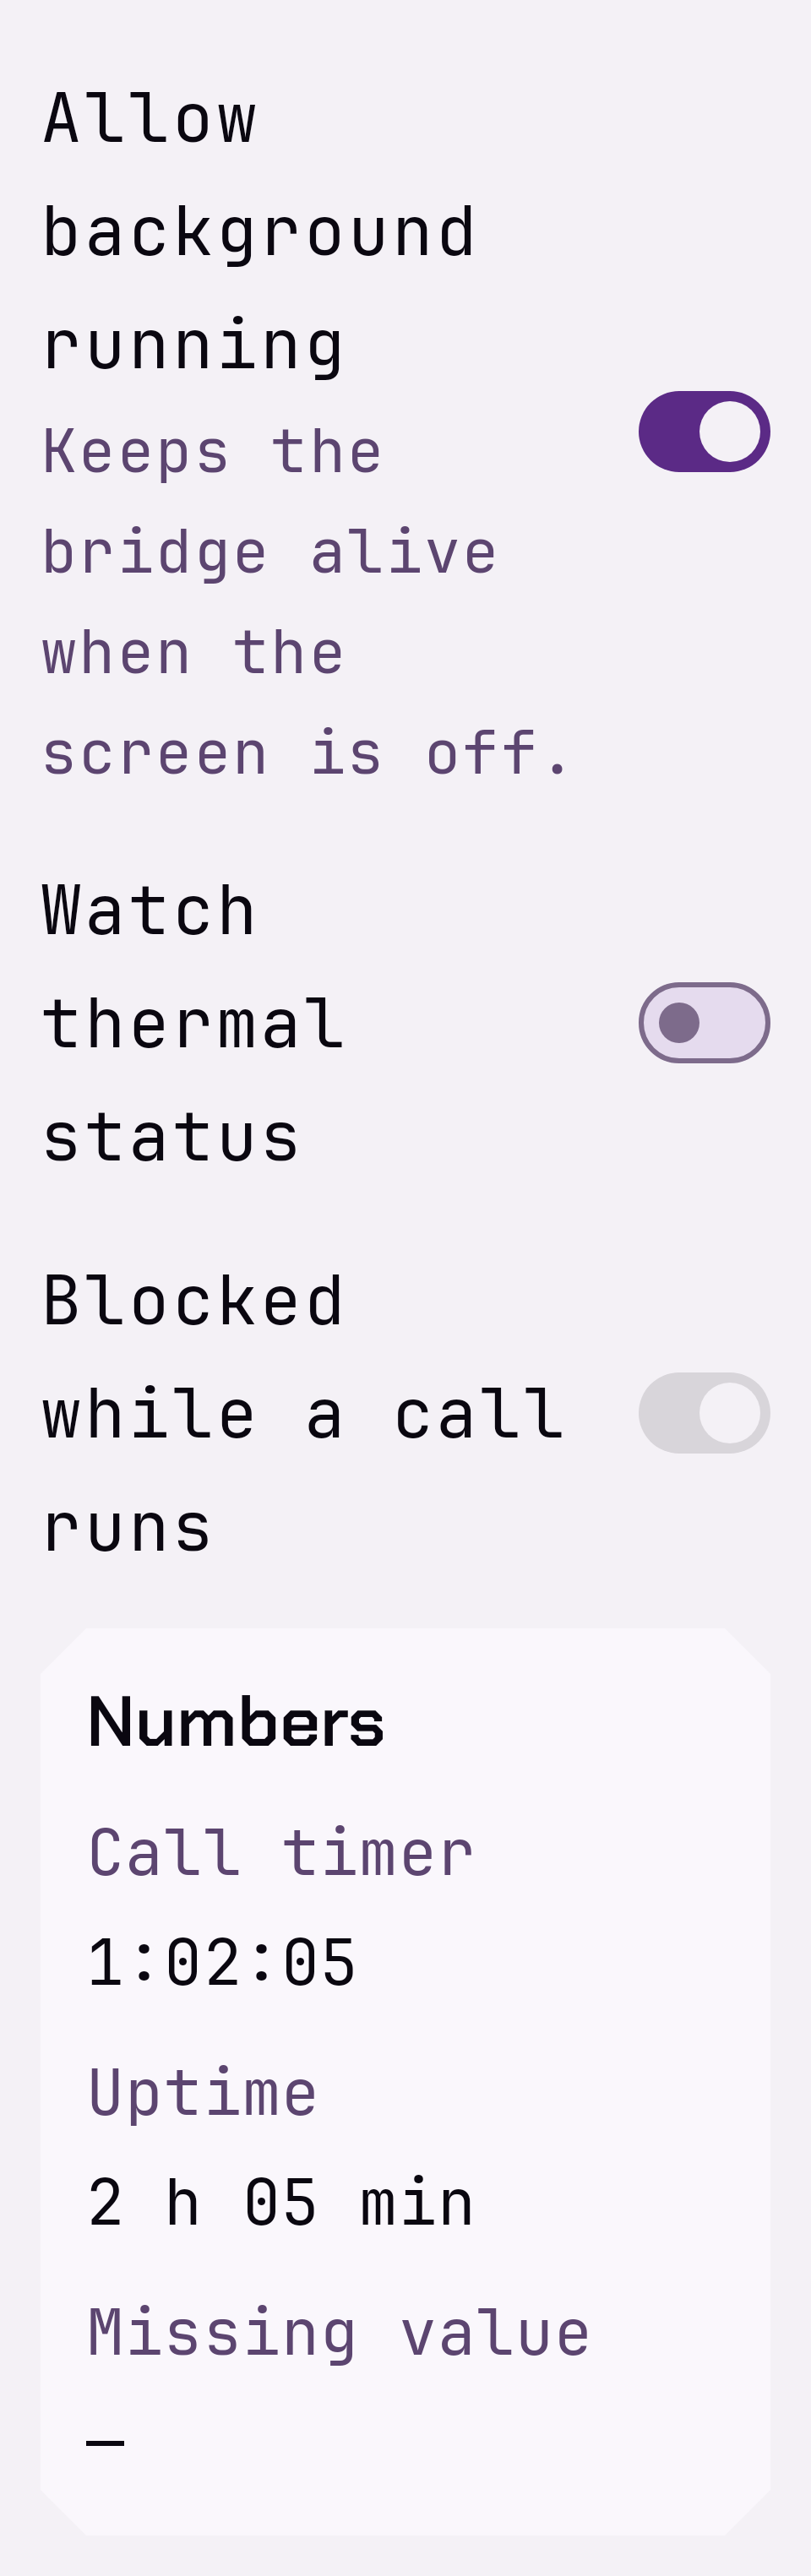 Allow
background
running
Keeps the
bridge alive
when the
screen is off.
Watch
thermal
status
Blocked
while a call
runs
Numbers
Call timer
1:02:05
Uptime
2 h 05 min
Missing value
—